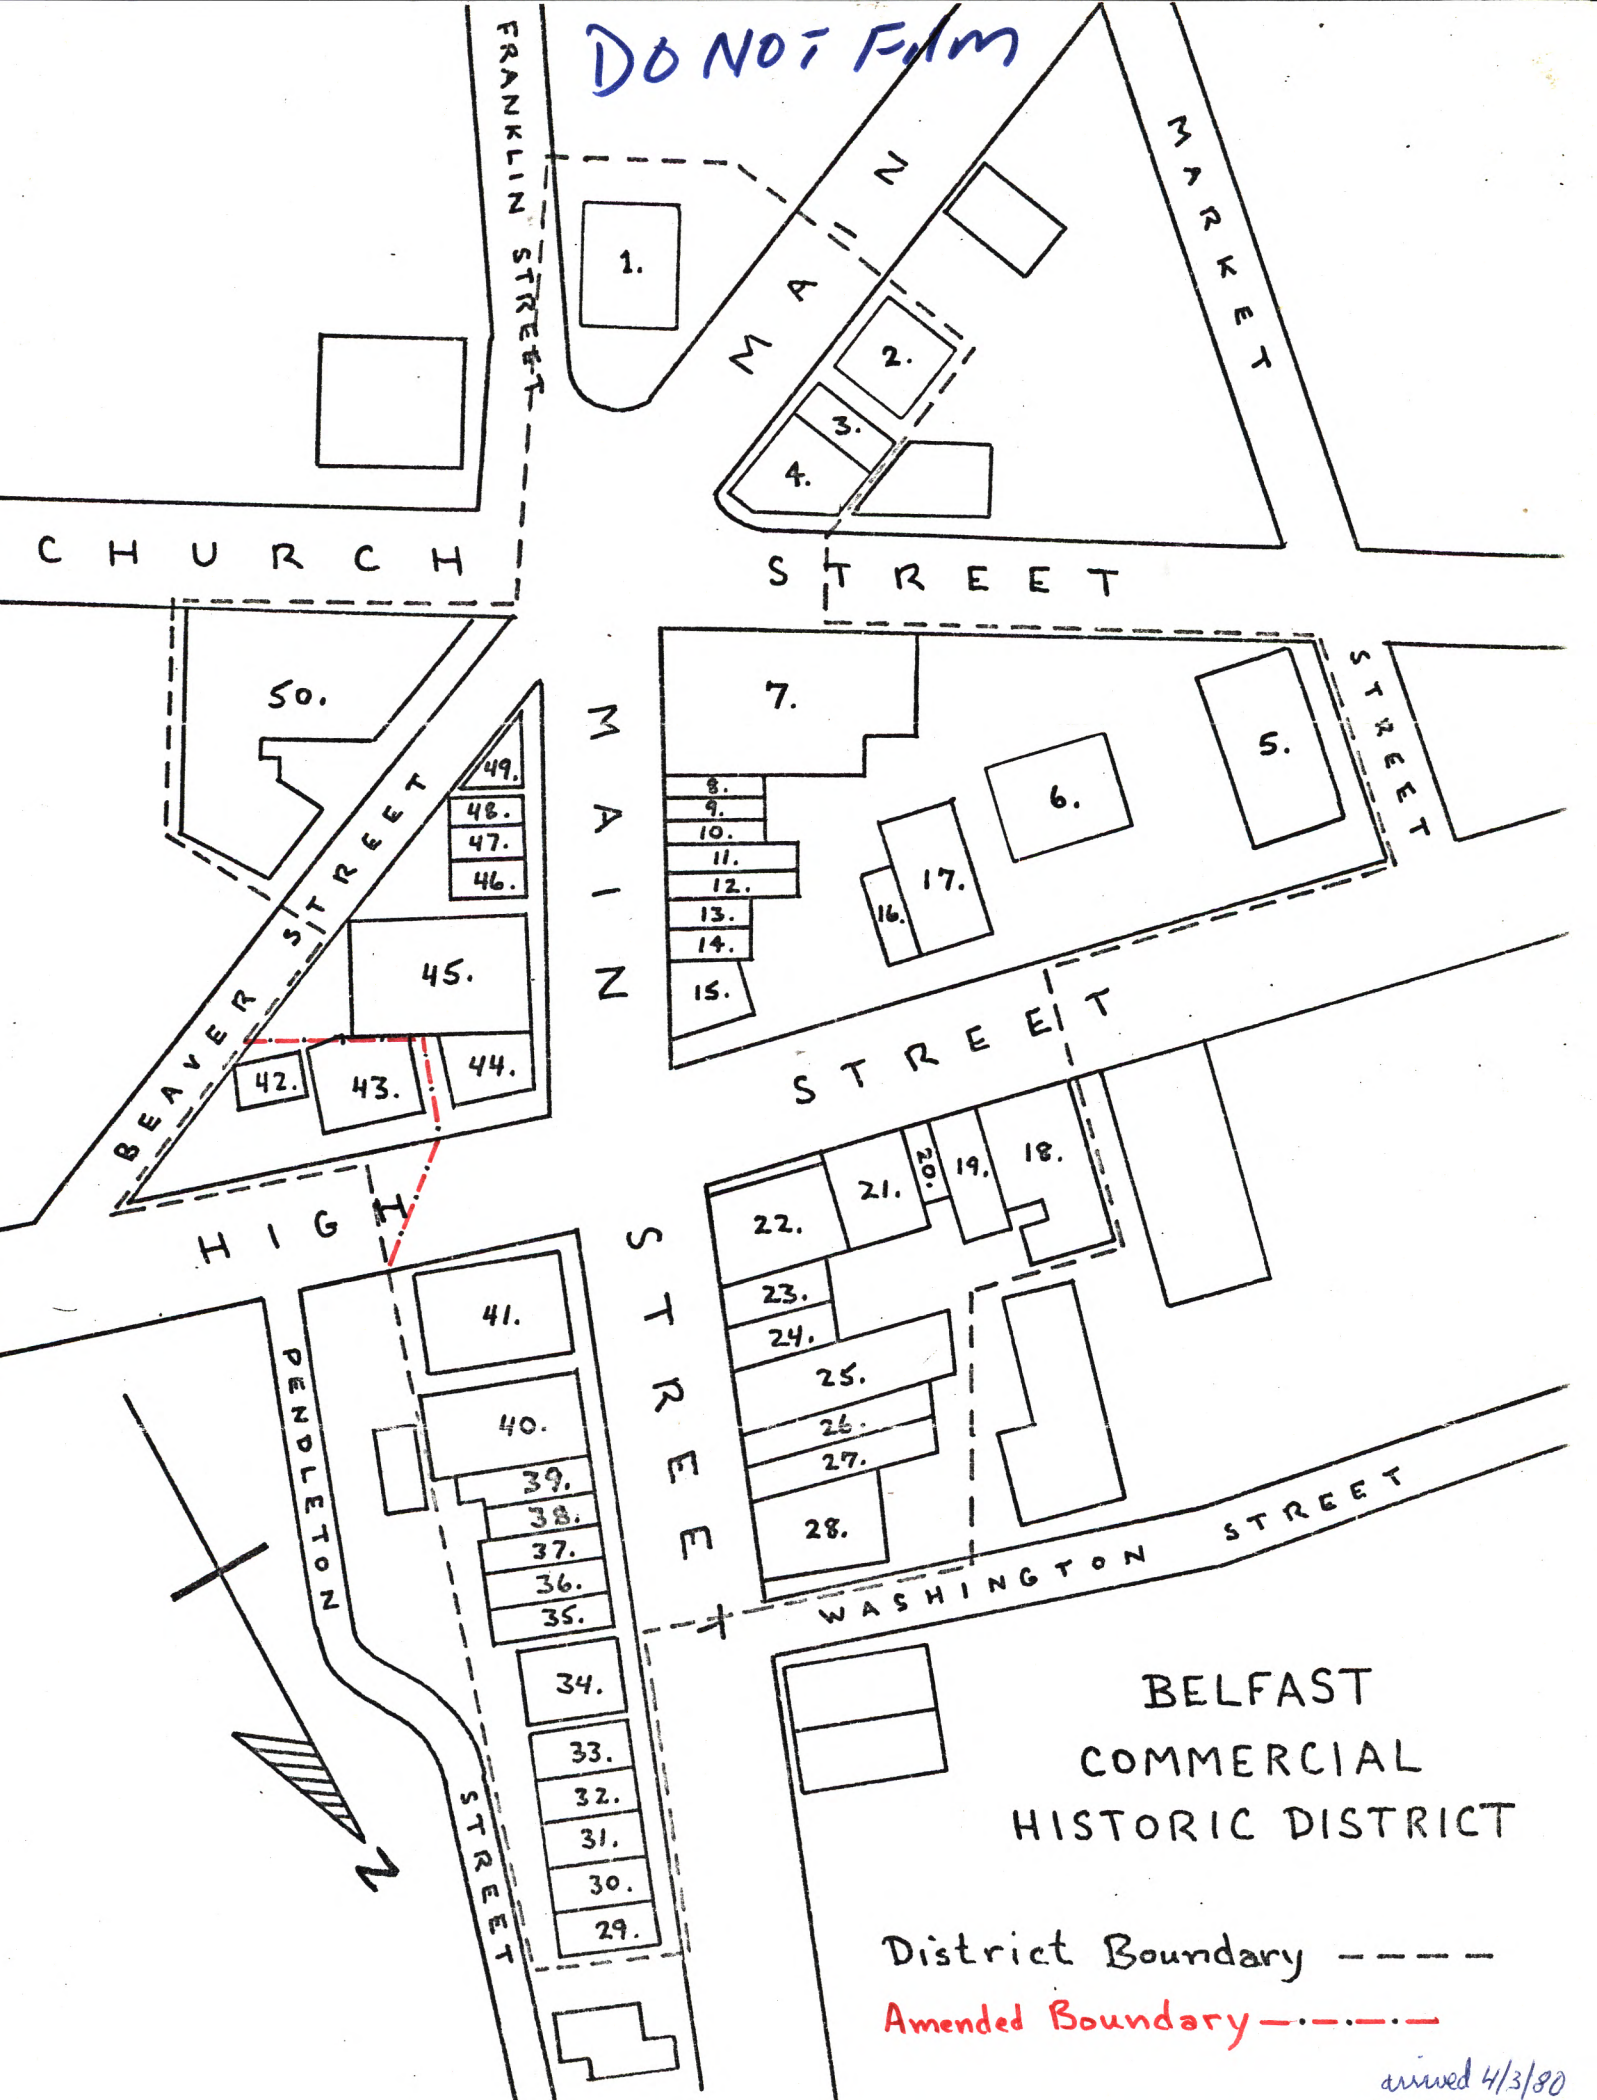 DO NOT FILM
FRANKLIN STREET
MAIN
MARKET
1.
2.
3.
4.
CHURCH STREET
STREET
50.
MAIN
7.
5.
6.
49.
8.
48.
9.
47.
10.
46.
11.
12.
17.
16.
13.
14.
15.
BEAVER STREET
45.
44.
43.
42.
HIGH STREET
STREET
18.
19.
20.
21.
22.
23.
24.
25.
26.
27.
28.
41.
40.
39.
38.
37.
36.
35.
34.
33.
32.
31.
30.
29.
PENDLETON STREET
WASHINGTON STREET
N
BELFAST
COMMERCIAL
HISTORIC DISTRICT
District Boundary
Amended Boundary
arrived 4/3/80